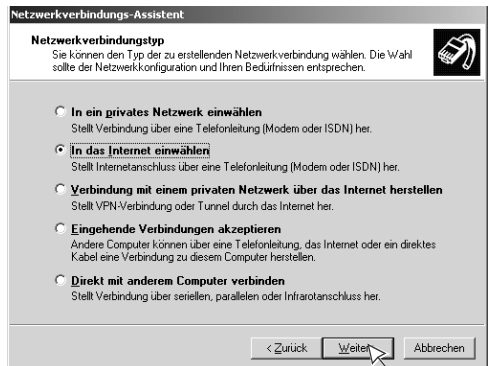 Netzwerkverbindungs-Assistent
Netzwerkverbindungstyp
Sie können den Typ der zu erstellenden Netzwerkverbindung wählen. Die Wahl
sollte der Netzwerkkonfiguration und Ihren Bedürfnissen entsprechen.
In ein privates Netzwerk einwählen
Stellt Verbindung über eine Telefonleitung (Modem oder ISDN) her.
In das Internet einwählen
Stellt Internetanschluss über eine Telefonleitung (Modem oder ISDN) her.
Verbindung mit einem privaten Netzwerk über das Internet herstellen
Stellt VPN-Verbindung oder Tunnel durch das Internet her.
Eingehende Verbindungen akzeptieren
Andere Computer können über eine Telefonleitung, das Internet oder ein direktes
Kabel eine Verbindung zu diesem Computer herstellen.
Direkt mit anderem Computer verbinden
Stellt Verbindung über seriellen, parallelen oder Infrarotanschluss her.
< Zurück Weiter > Abbrechen